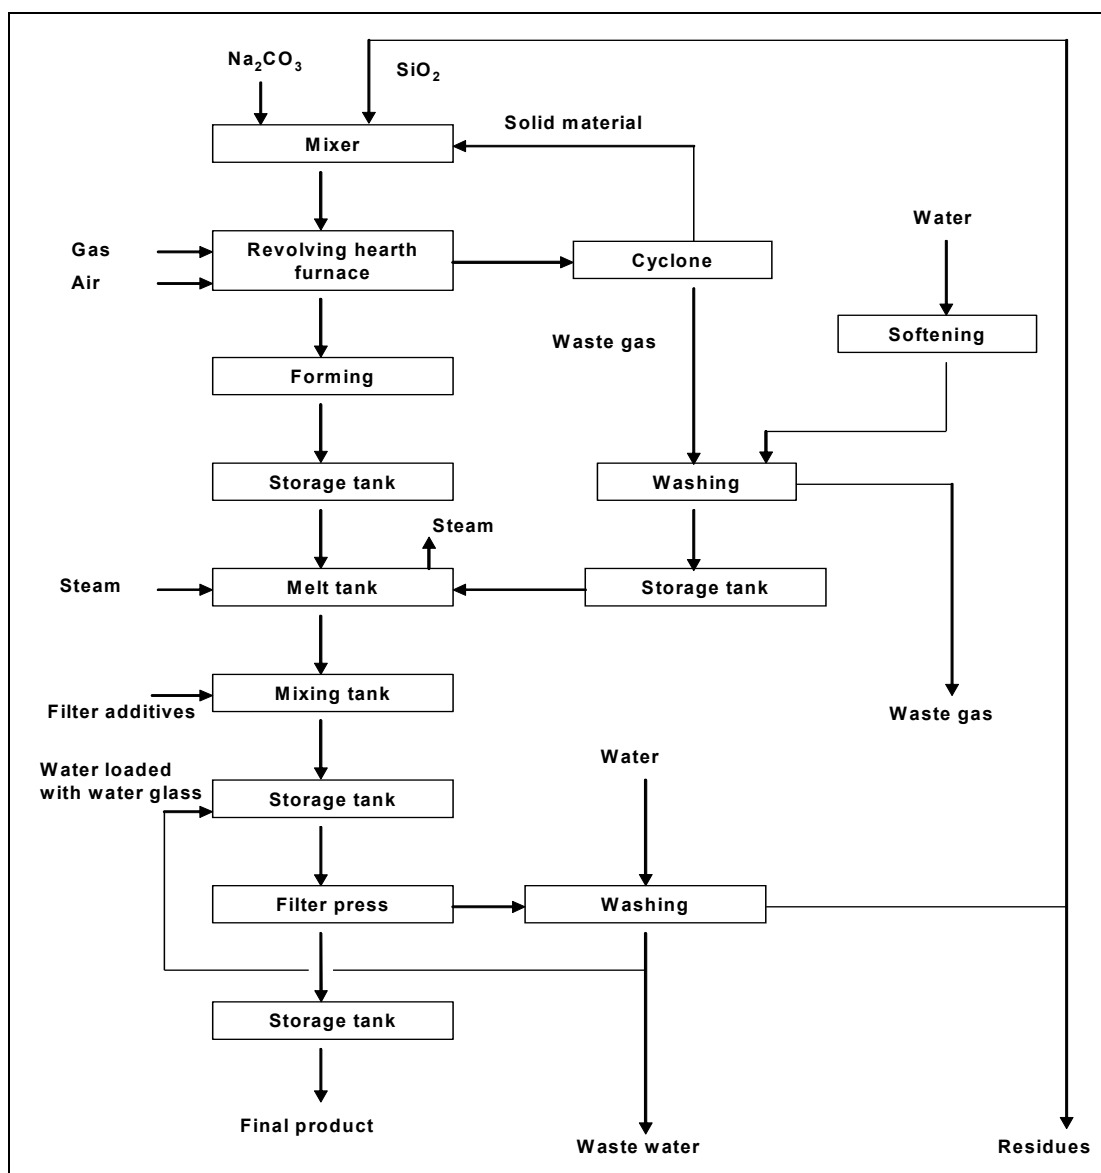 Na₂CO₃
SiO₂
Solid material
Mixer
Water
Gas
Revolving hearth
furnace
Cyclone
Air
Softening
Waste gas
Forming
Storage tank
Washing
Steam
Steam
Melt tank
Storage tank
Mixing tank
Filter additives
Waste gas
Water
Water loaded
with water glass
Storage tank
Filter press
Washing
Storage tank
Final product
Waste water
Residues